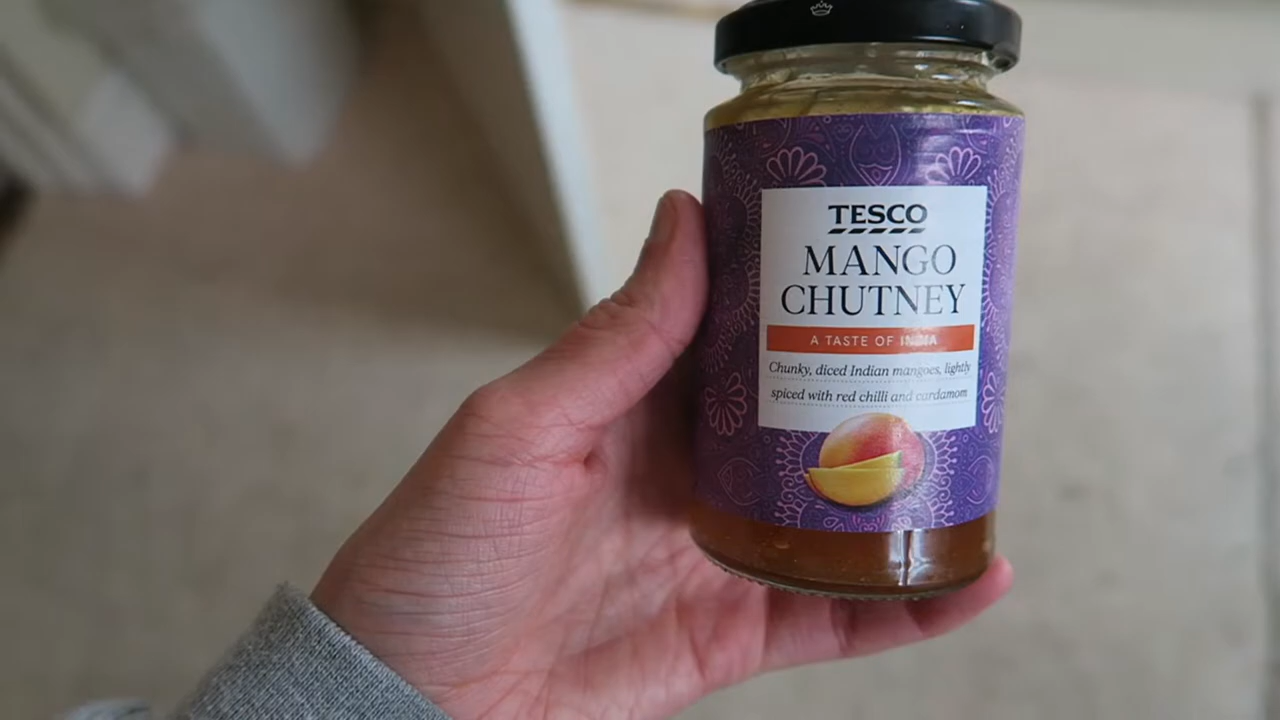 TESCO
MANGO
CHUTNEY
A TASTE OF INDIA
Chunky, diced Indian mangoes, lightly
spiced with red chilli and cardamom